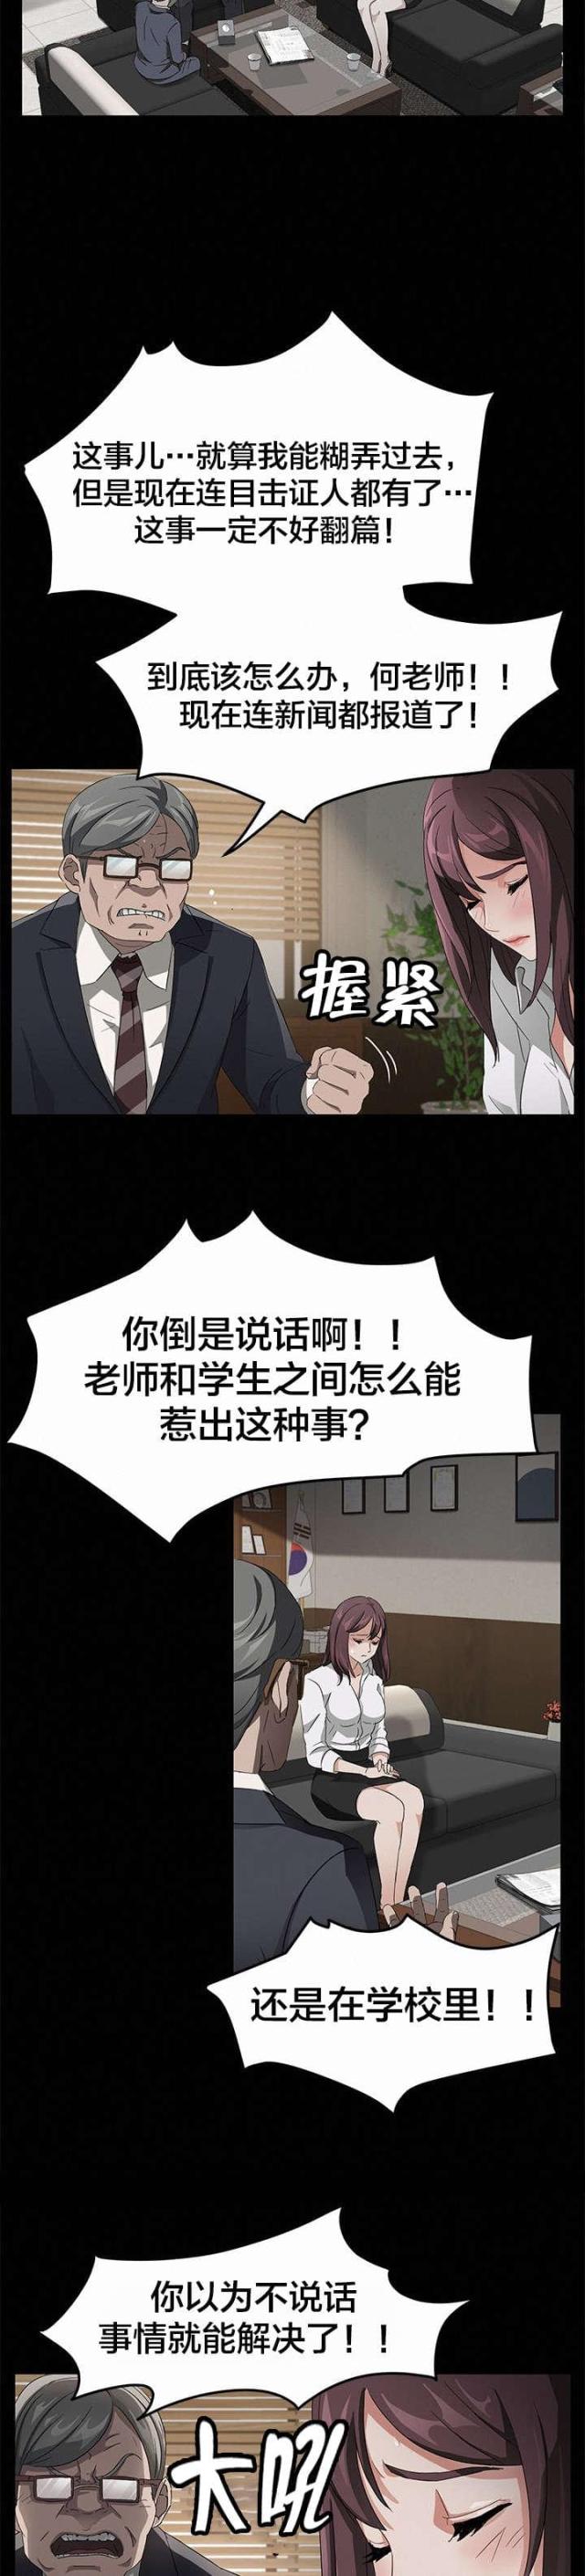 这事儿…就算我能糊弄过去，
但是现在连目击证人都有了…
这事一定不好翻篇！
到底该怎么办，何老师！！
现在连新闻都报道了！
握紧
你倒是说话啊！！
老师和学生之间怎么能
惹出这种事？
还是在学校里！！
你以为不说话
事情就能解决了！！
大吼